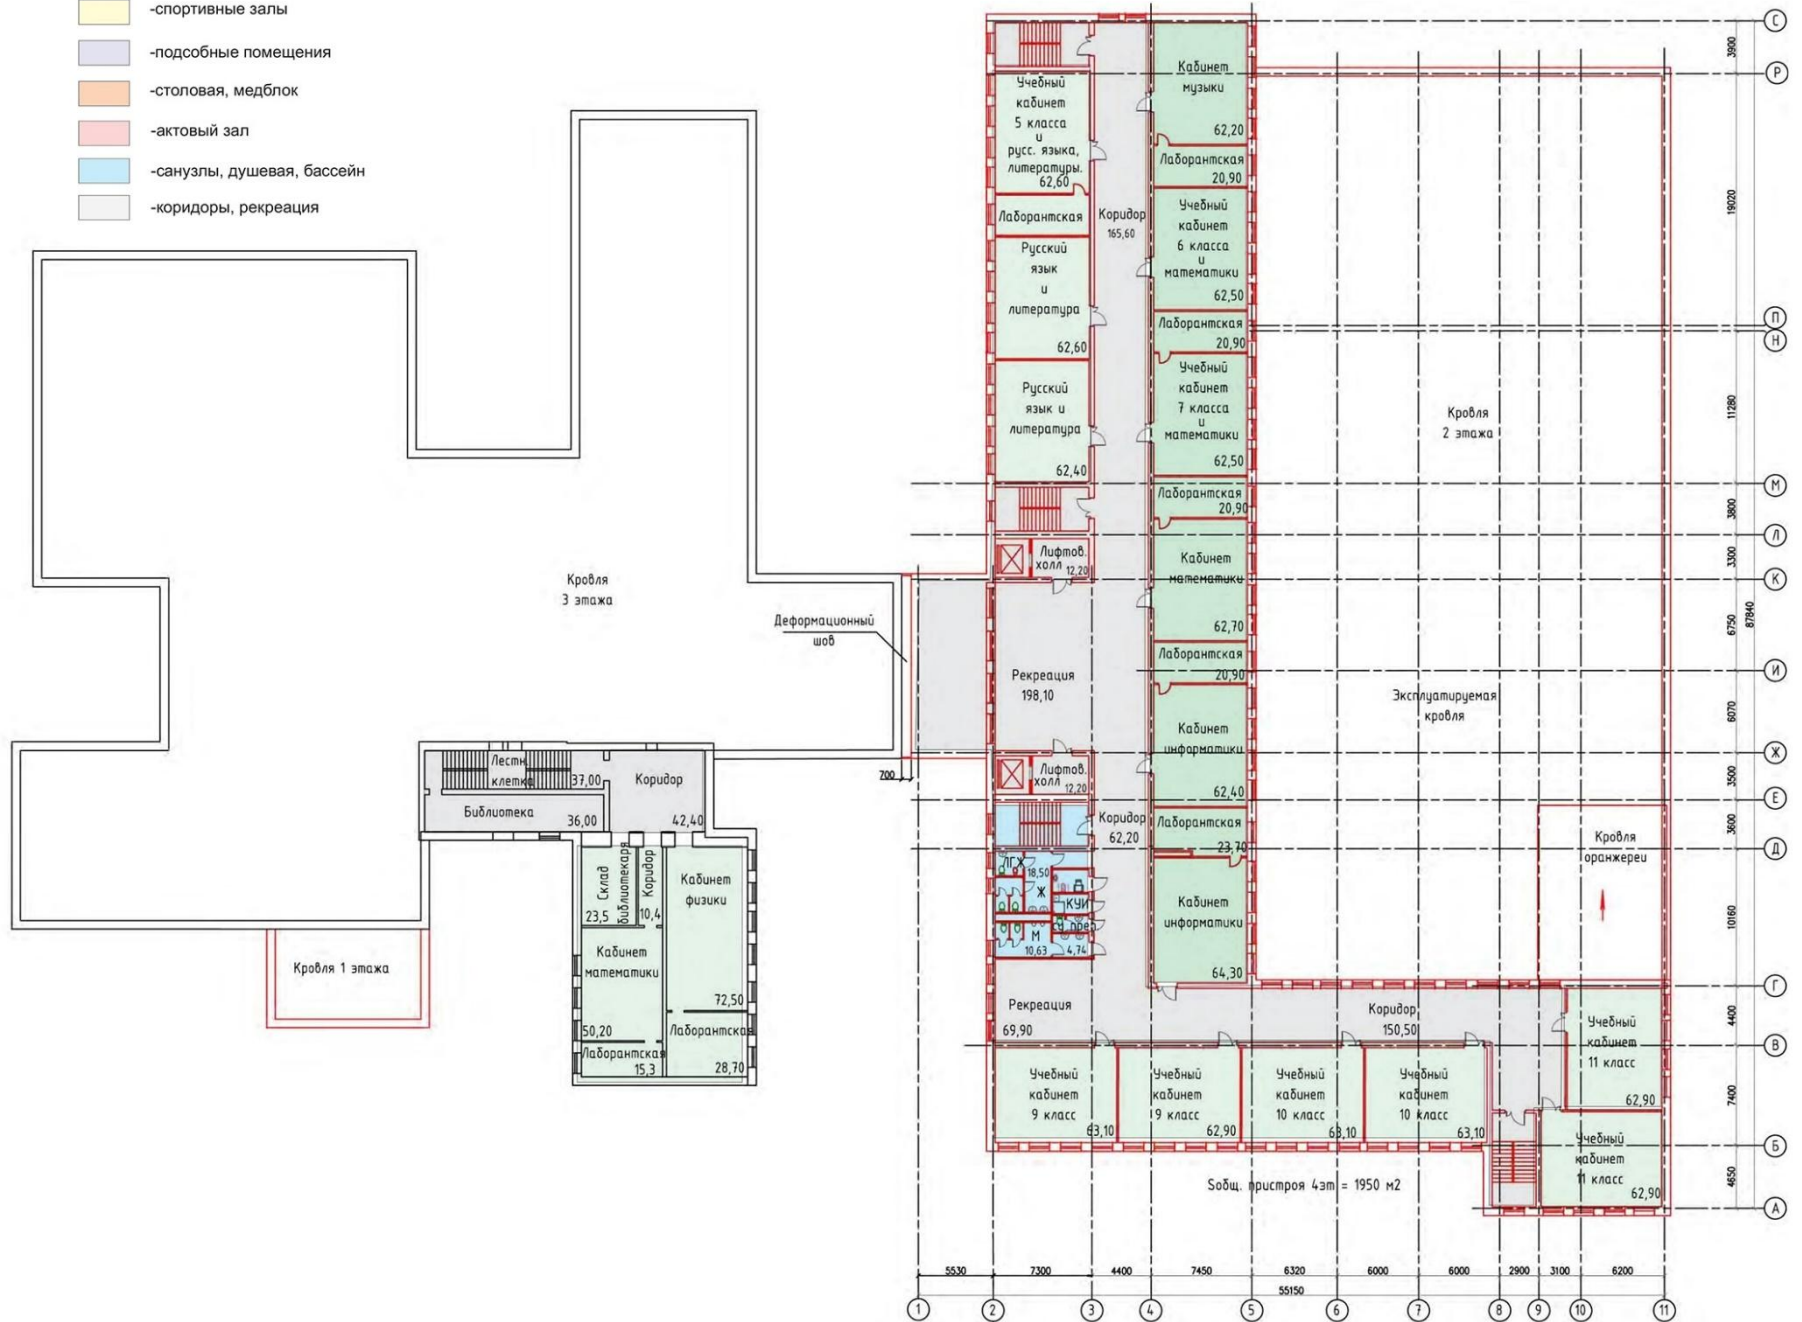 -спортивные залы
-подсобные помещения
-столовая, медблок
-актовый зал
-санузлы, душевая, бассейн
-коридоры, рекреация
Кровля
3 этажа
Деформационный
шов
700
Лестн.
клетка
37,00
Коридор
42,40
Библиотека
36,00
Склад
библиотекаря
23,5
Коридор
10,4
Кабинет
физики
72,50
Кабинет
математики
50,20
Лаборантская
15,3
Лаборантская
28,70
Кровля 1 этажа
Учебный
кабинет
5 класса
и
русс. языка,
литературы.
62,60
Лаборантская
Русский
язык
и
литература
62,60
Русский
язык и
литература
62,40
Коридор
165,60
Лифтов.
холл 12,20
Рекреация
198,10
Лифтов.
холл 12,20
Коридор
62,20
ЛГЖ
18,50
Ж
КУИ
су преп
М
10,63
4,74
Рекреация
69,90
Кабинет
музыки
62,20
Лаборантская
20,90
Учебный
кабинет
6 класса
и
математики
62,50
Лаборантская
20,90
Учебный
кабинет
7 класса
и
математики
62,50
Лаборантская
20,90
Кабинет
математики
62,70
Лаборантская
20,90
Кабинет
информатики
62,40
Лаборантская
23,70
Кабинет
информатики
64,30
Кровля
2 этажа
Эксплуатируемая
кровля
Кровля
оранжереи
Коридор
150,50
Учебный
кабинет
9 класс
63,10
Учебный
кабинет
9 класс
62,90
Учебный
кабинет
10 класс
63,10
Учебный
кабинет
10 класс
63,10
Учебный
кабинет
11 класс
62,90
Учебный
кабинет
11 класс
62,90
Sобщ. пристроя 4эт = 1950 м2
С
Р
П
Н
М
Л
К
И
Ж
Е
Д
Г
В
Б
А
3900
19020
11280
3800
3300
6750
6070
3500
3600
10160
4400
7400
4650
87840
5530 7300 4400 7450 6320 6000 6000 2900 3100 6200
55150
1 2 3 4 5 6 7 8 9 10 11